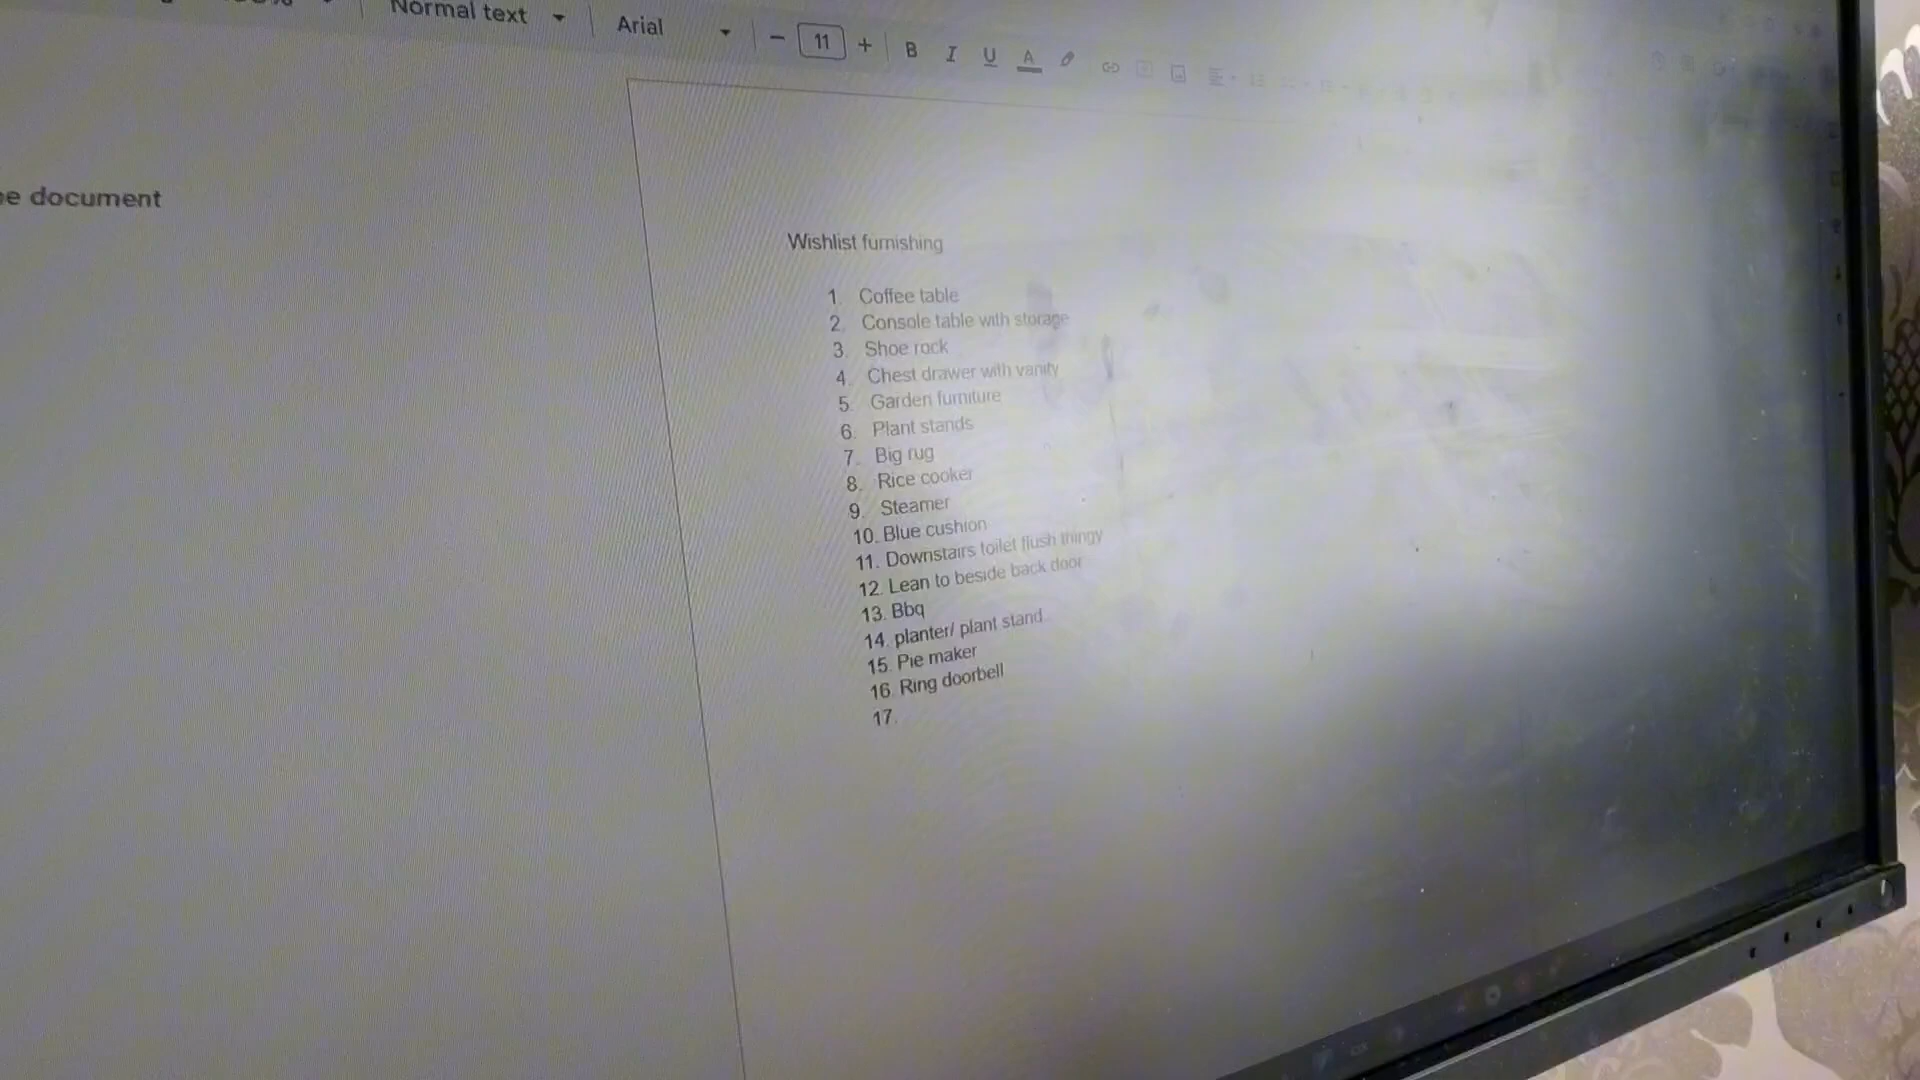 Normal text
Arial
− 11 + B I U A
he document
Wishlist furnishing
1. Coffee table
2. Console table with storage
3. Shoe rack
4. Chest drawer with vanity
5. Garden furniture
6. Plant stands
7. Big rug
8. Rice cooker
9. Steamer
10. Blue cushion
11. Downstairs toilet flush thingy
12. Lean to beside back door
13. Bbq
14. planter/ plant stand.
15. Pie maker
16. Ring doorbell
17.